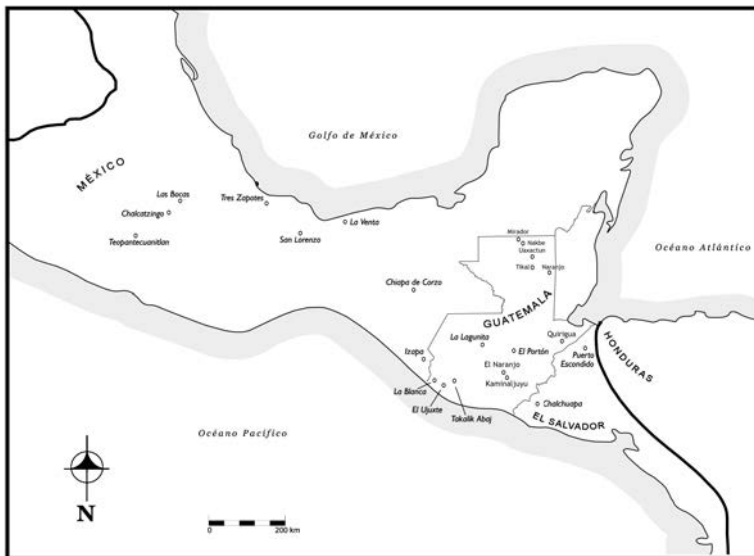 Golfo de México
MÉXICO
Las Bocas
Tres Zapotes
Chalcatzingo
La Venta
Teopantecuanitlan
San Lorenzo
Mirador
Nakbe
Uaxactun
Océano Atlántico
Tikal
Naranjo
Chiapa de Corzo
GUATEMALA
Quirigua
HONDURAS
La Lagunita
El Portón
Izapa
Puerto
Escondido
El Naranjo
Kaminaljuyu
La Blanca
El Ujuxte
Takalik Abaj
Chalchuapa
EL SALVADOR
Océano Pacífico
N
0
200 km